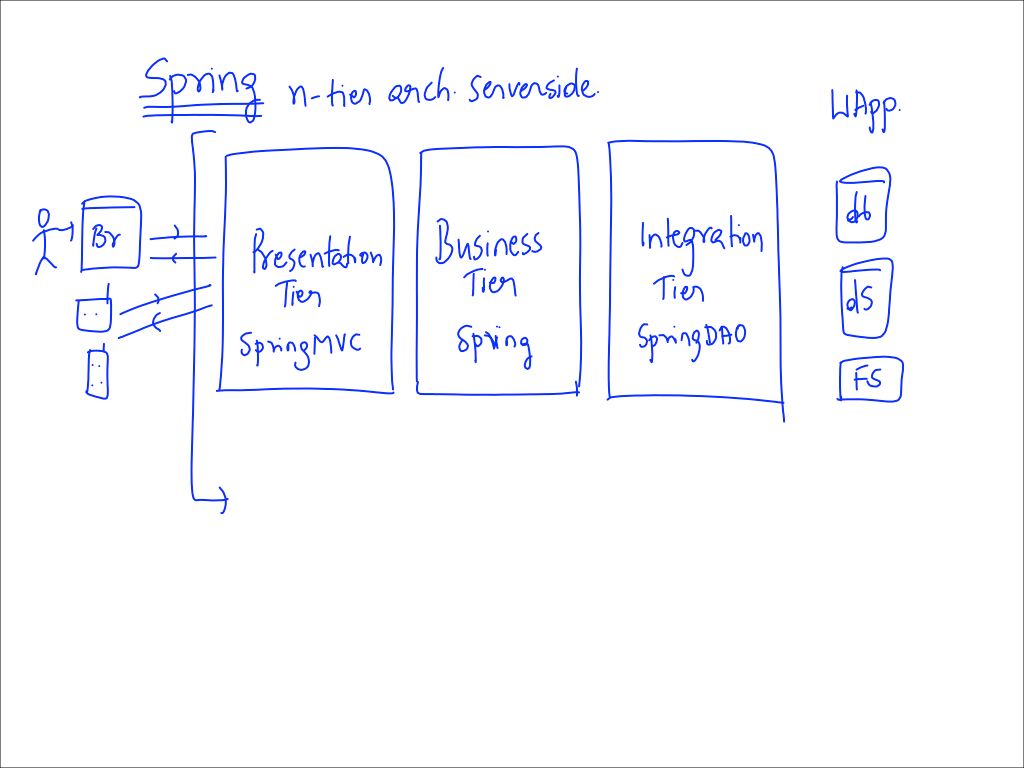 Spring n-tier arch. Serverside.
WApp.
Br
Presentation
Tier
SpringMVC
Business
Tier
Spring
Integration
Tier
SpringDAO
db
dS
FS